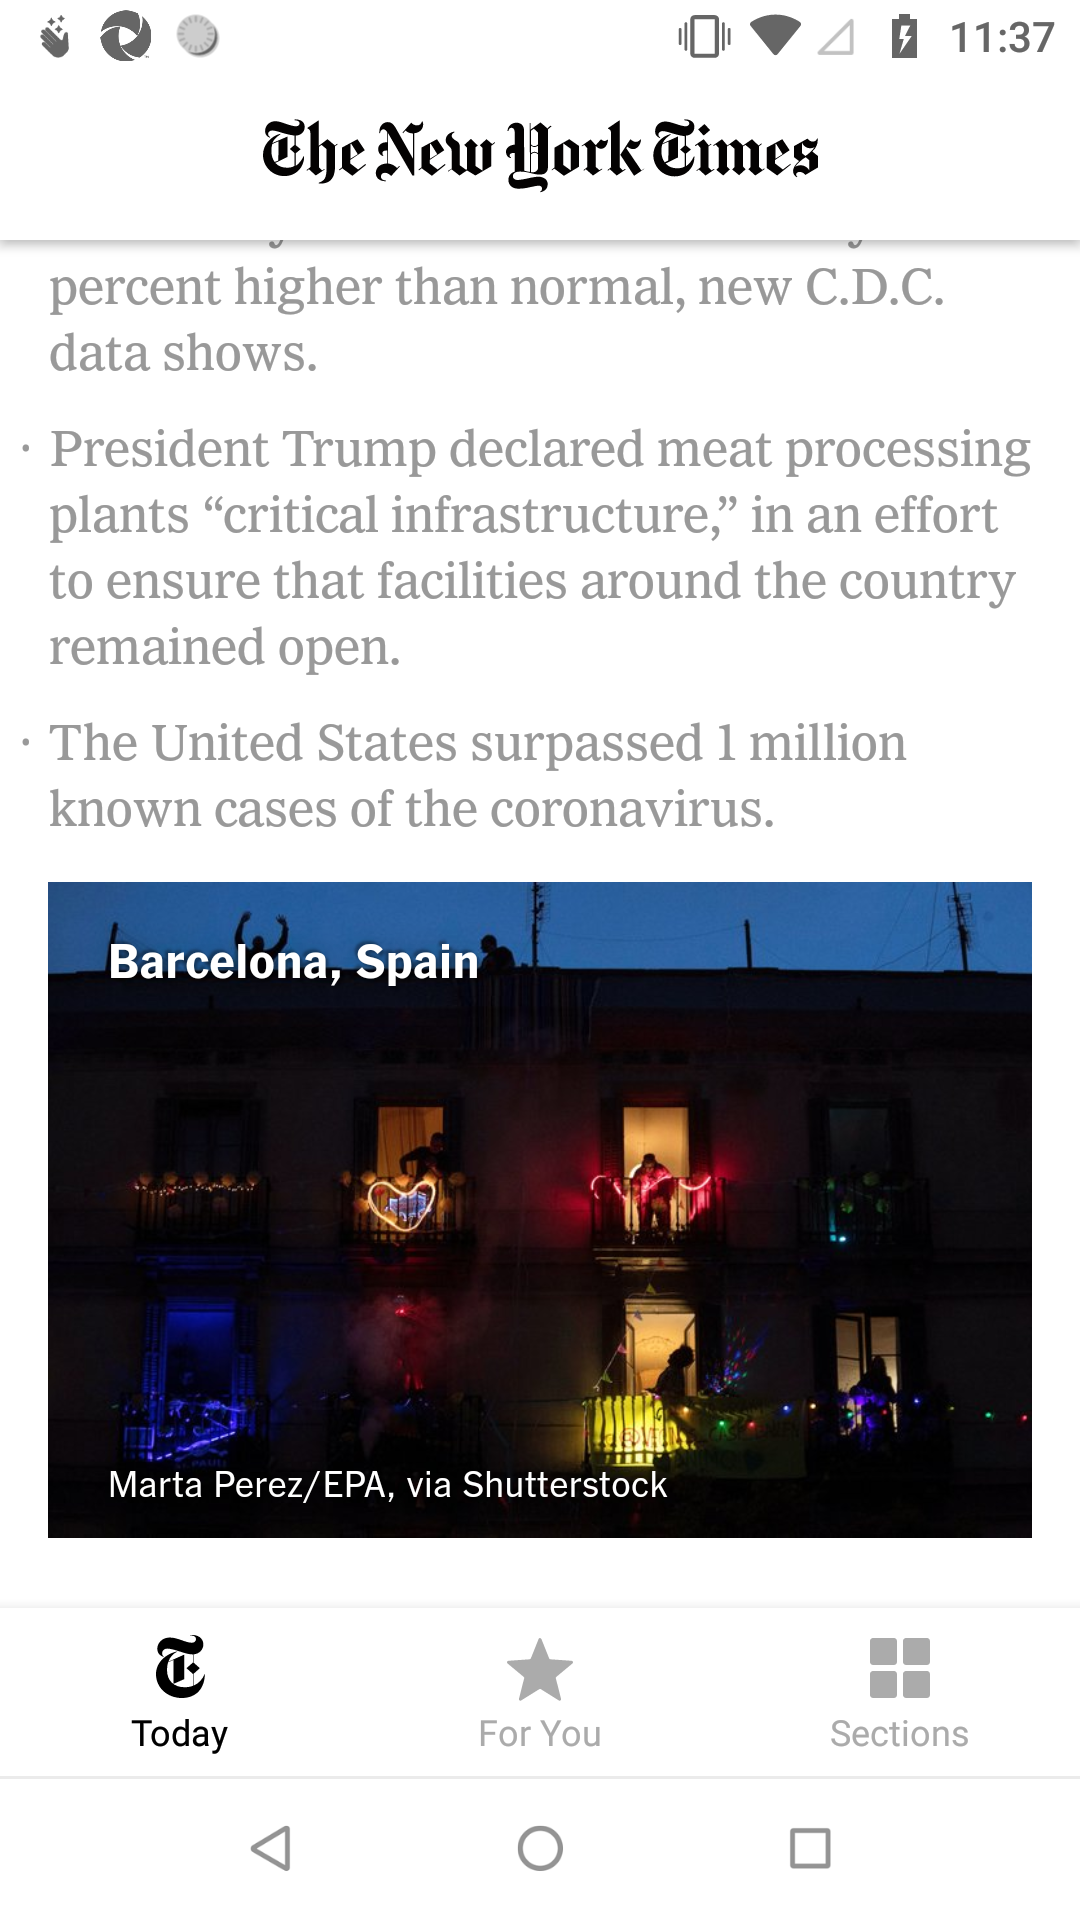 11:37
The New York Times
percent higher than normal, new C.D.C.
data shows.
· President Trump declared meat processing
plants “critical infrastructure,” in an effort
to ensure that facilities around the country
remained open.
· The United States surpassed 1 million
known cases of the coronavirus.
Barcelona, Spain
Marta Perez/EPA, via Shutterstock
Today
For You
Sections